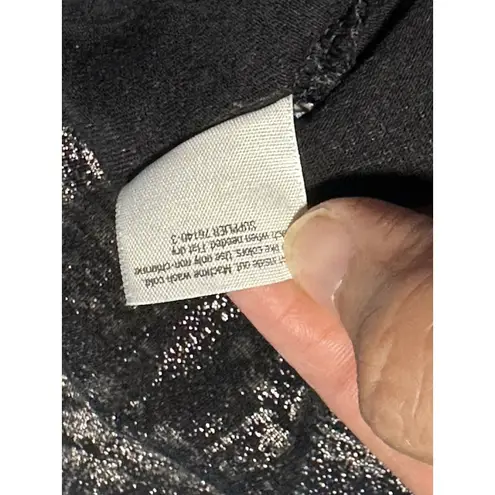 inside out. Machine wash cold.
like colors. Use only non-chlorine
when needed. Flat dry.
SUPPLIER 76140-3